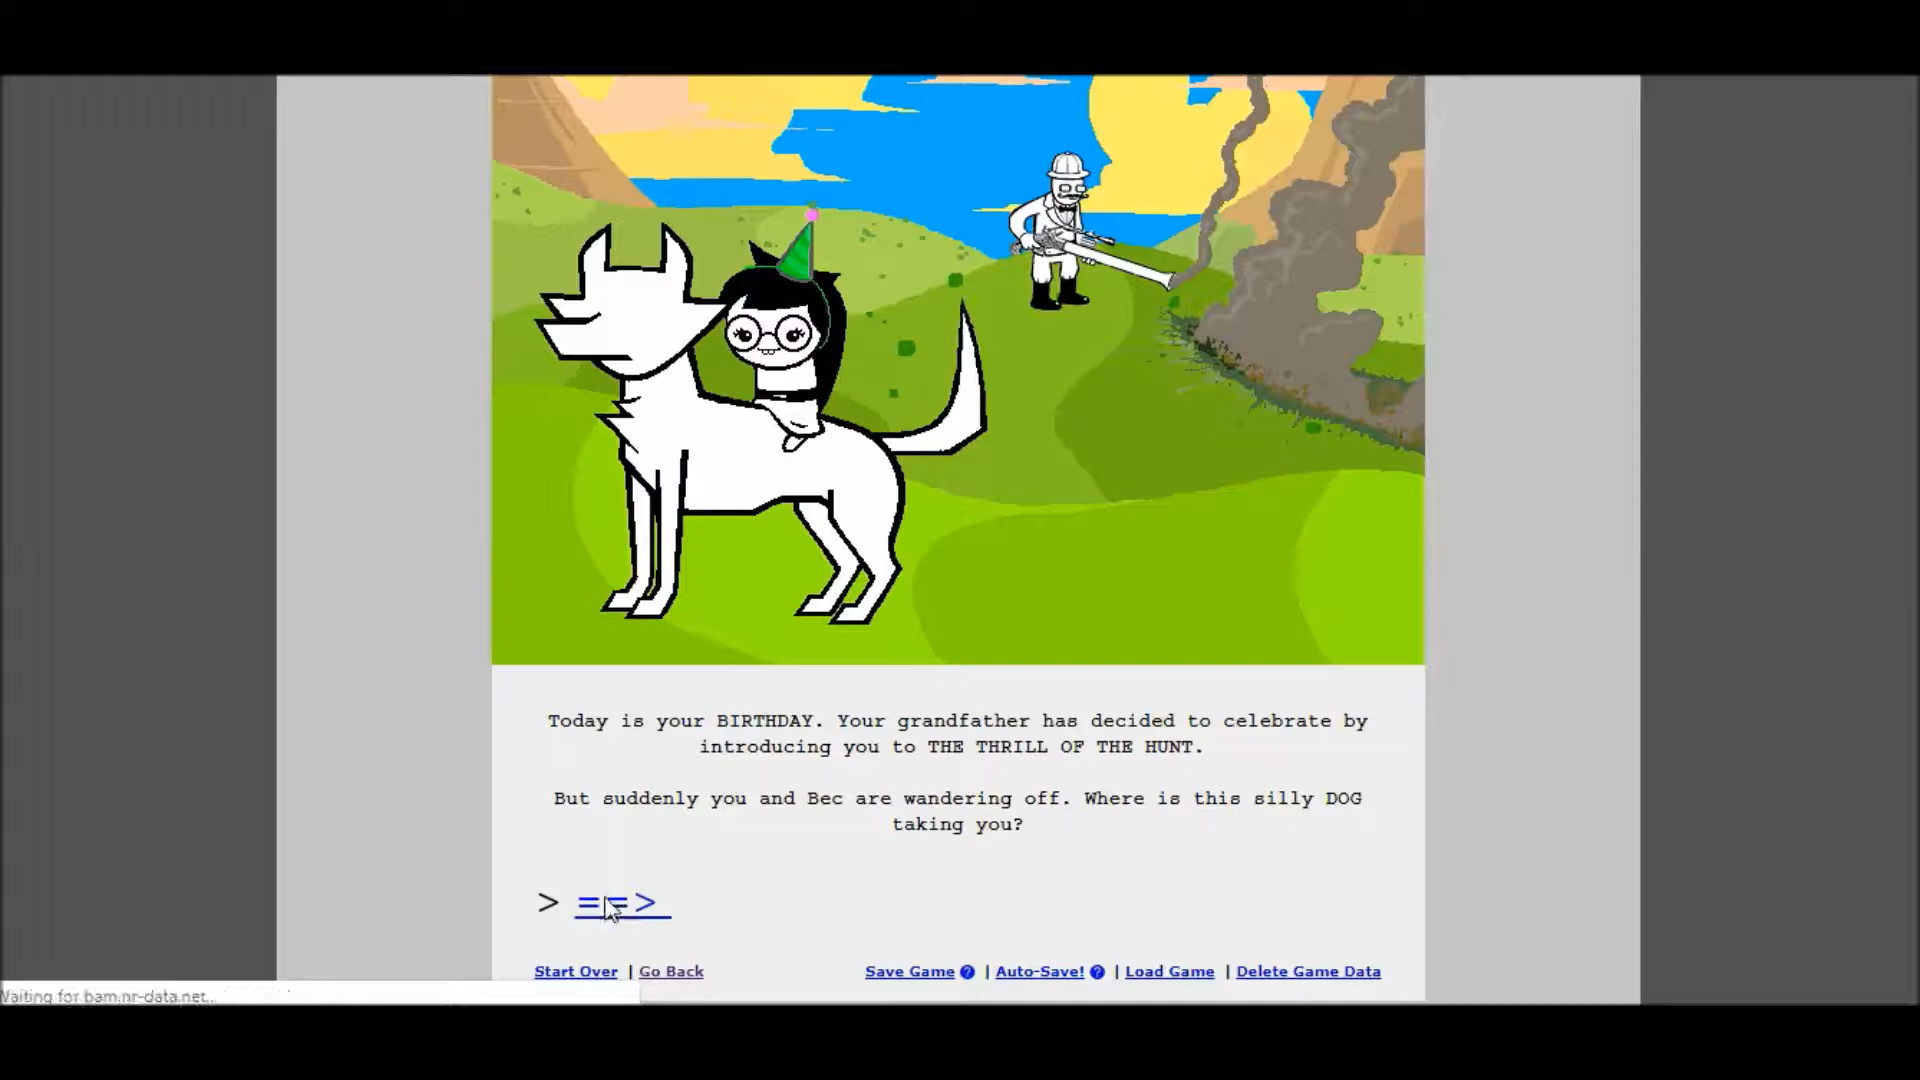 Today is your BIRTHDAY. Your grandfather has decided to celebrate by
introducing you to THE THRILL OF THE HUNT.
But suddenly you and Bec are wandering off. Where is this silly DOG
taking you?
> ==>
Start Over | Go Back Save Game ? | Auto-Save! ? | Load Game | Delete Game Data
Waiting for bam.nr-data.net...